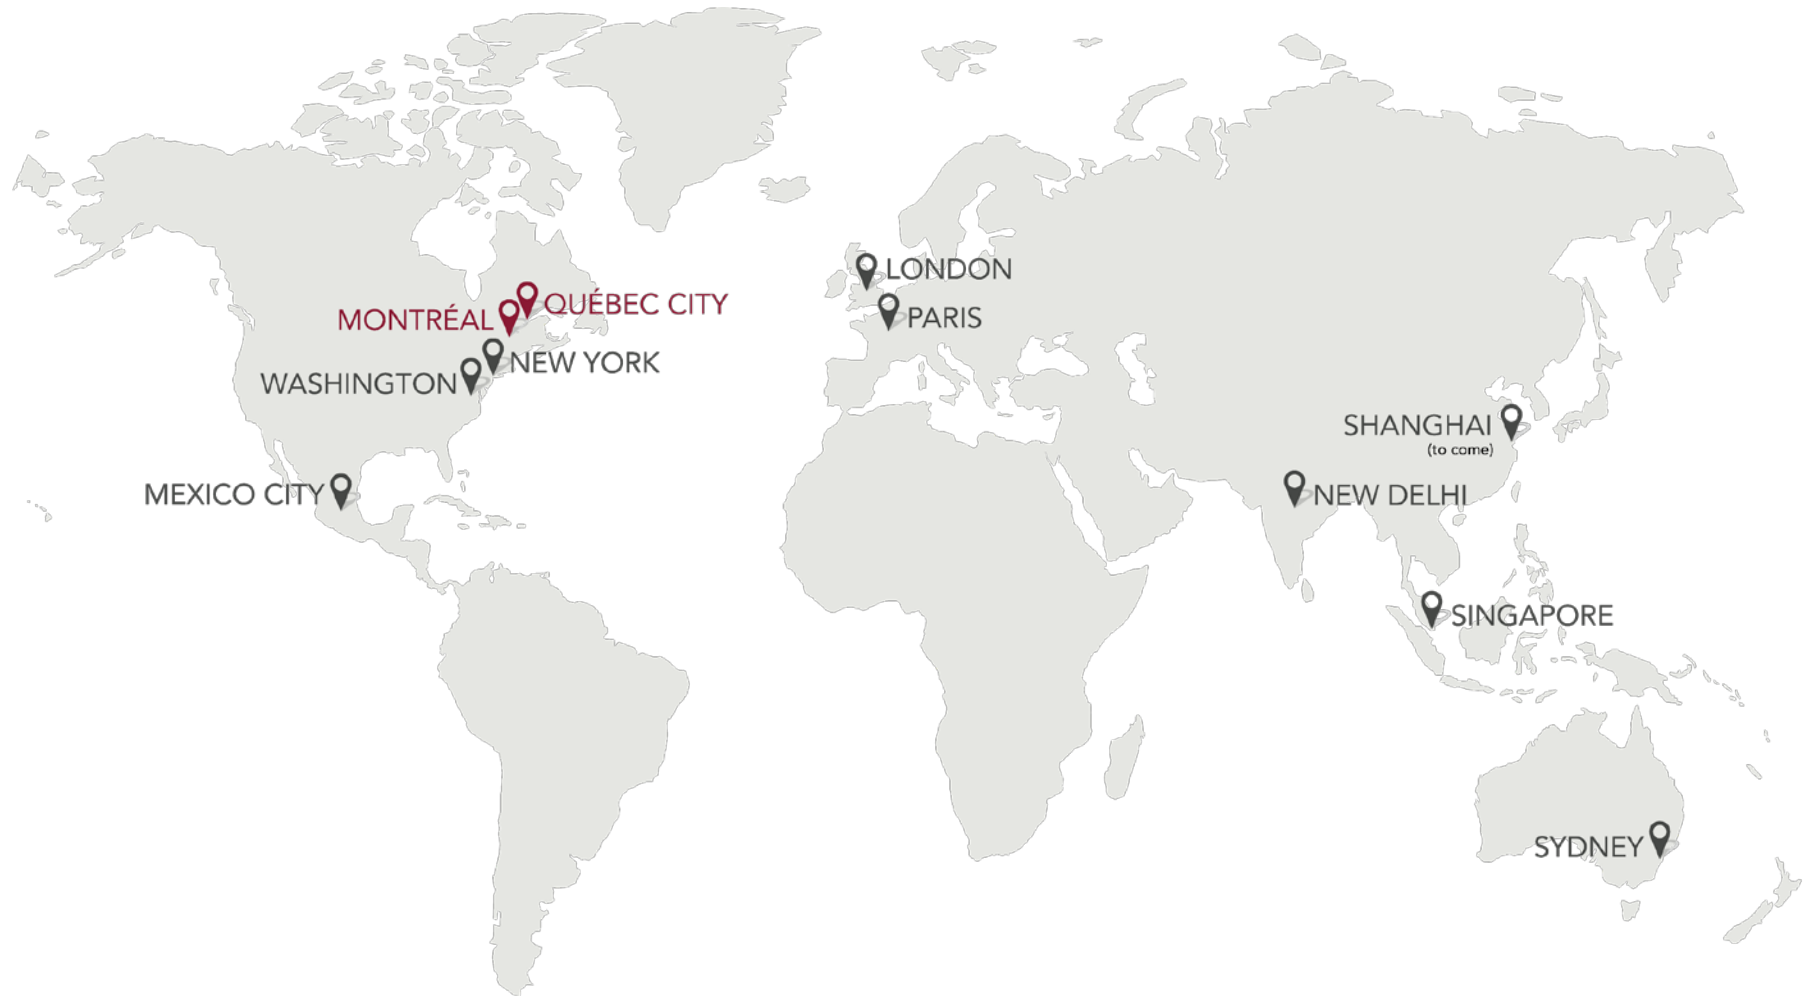 LONDON
QUÉBEC CITY
MONTRÉAL
PARIS
NEW YORK
WASHINGTON
SHANGHAI
(to come)
MEXICO CITY
NEW DELHI
SINGAPORE
SYDNEY